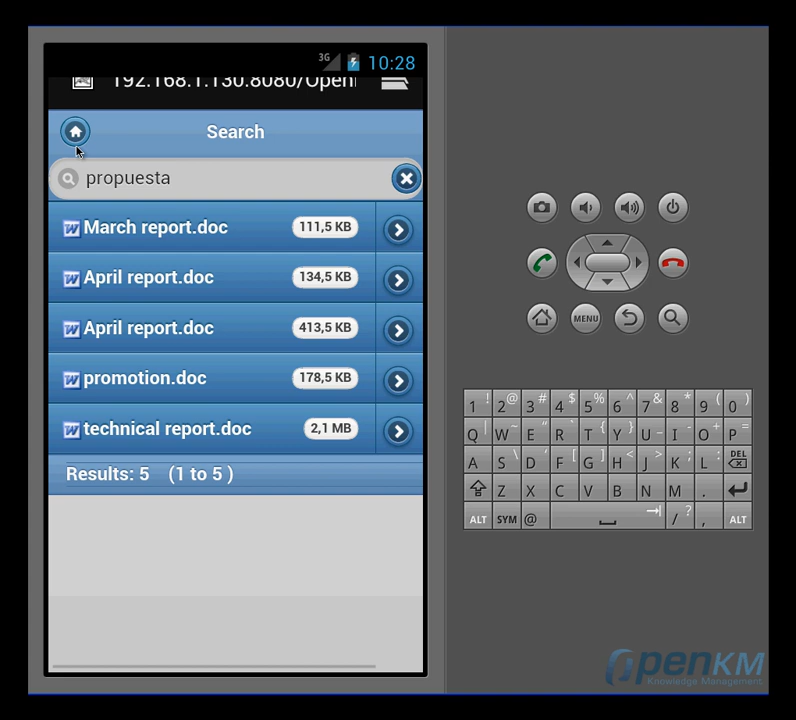 3G 10:28
192.168.1.130:8080/Open
Search
propuesta
March report.doc 111,5 KB
April report.doc 134,5 KB
April report.doc 413,5 KB
promotion.doc 178,5 KB
technical report.doc 2,1 MB
Results: 5 (1 to 5 )
MENU
1 ! 2 @ 3 # 4 $ 5 % 6 ^ 7 & 8 * 9 ( 0 )
Q | W ~ E " R ` T { Y } U _ I - O + P =
A S \ D ' F [ G ] H < J > K ; L :
DEL
Z X C V B N M .
ALT SYM @ / ? , ALT
OpenKM
Knowledge Management